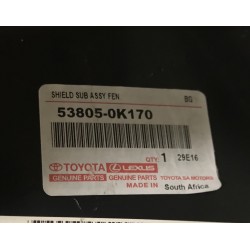 SHIELD SUB ASSY FEN BG
53805-0K170
QTY. 1 29E16
TOYOTA LEXUS
GENUINE PARTS GENUINE PARTS TOYOTA SA MOTORS
MADE IN South Africa